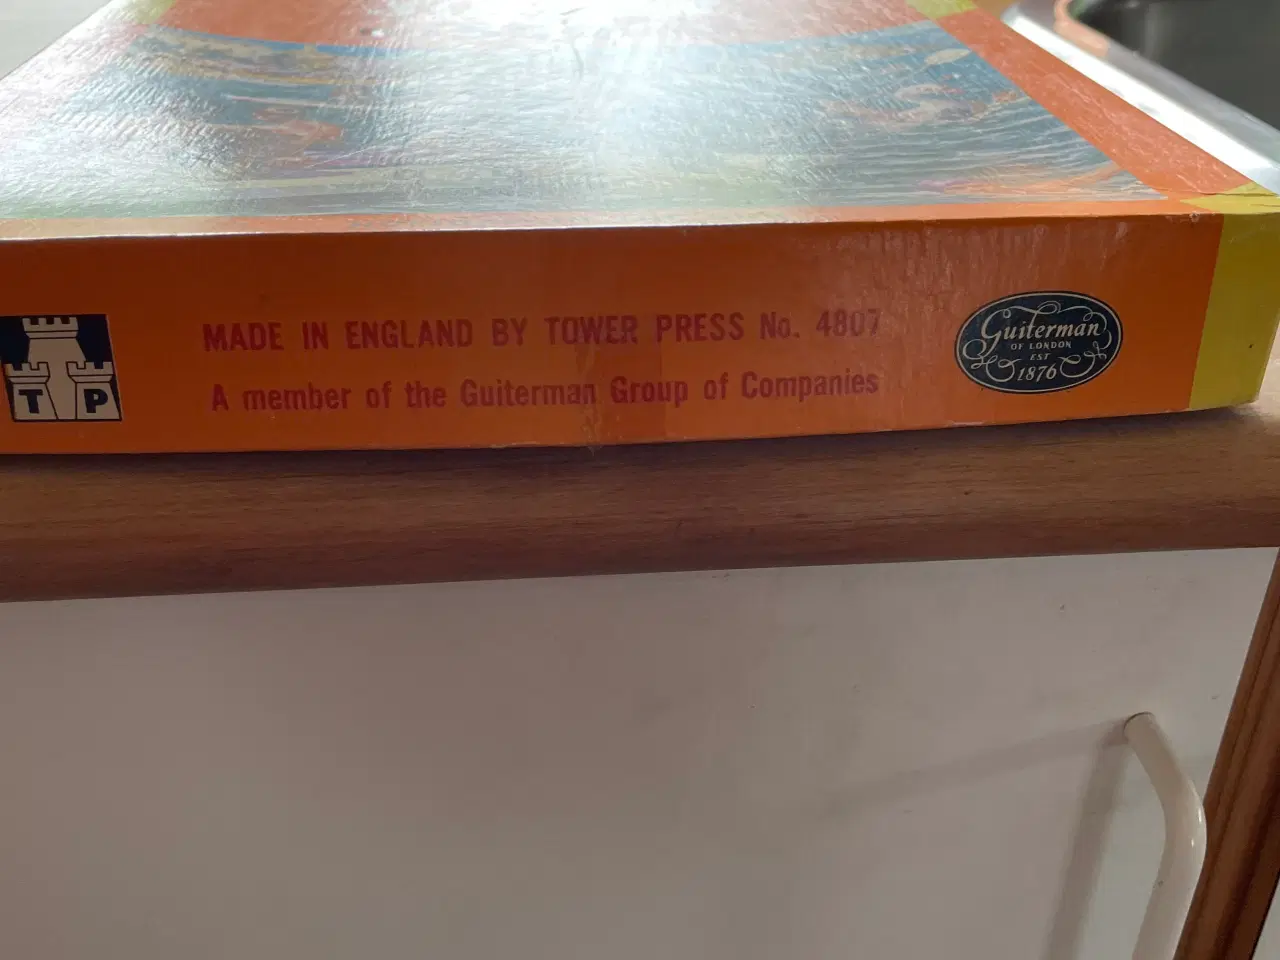 MADE IN ENGLAND BY TOWER PRESS No. 4807
A member of the Guiterman Group of Companies
TP
Guiterman
OF LONDON
EST
1876